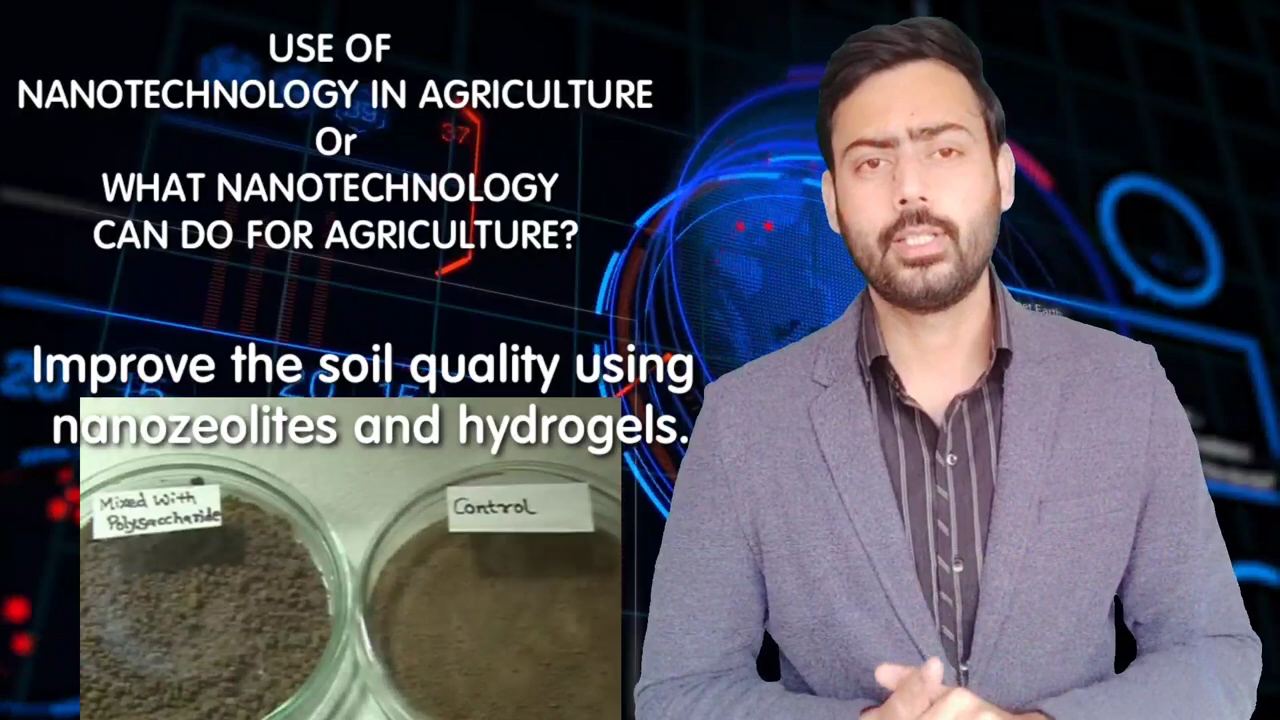 USE OF
NANOTECHNOLOGY IN AGRICULTURE
Or
WHAT NANOTECHNOLOGY
CAN DO FOR AGRICULTURE?
37
Improve the soil quality using
nanozeolites and hydrogels.
Mixed with
Polysaccharide
Control